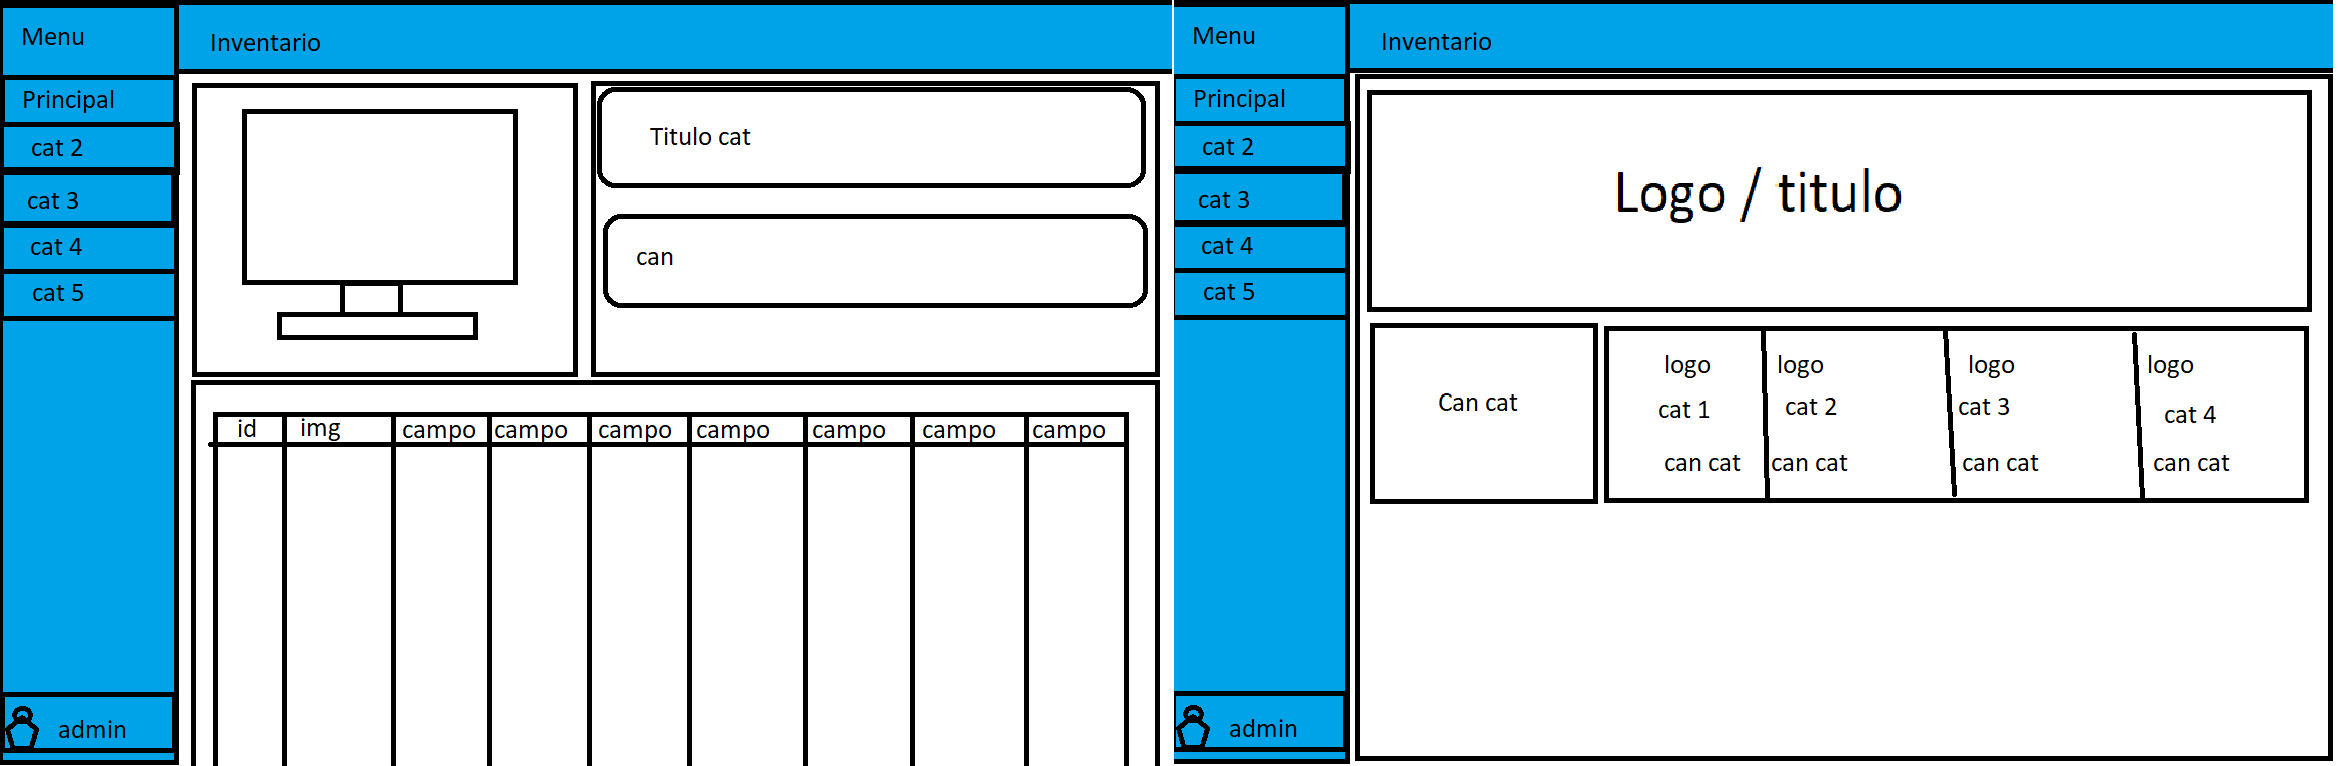 Menu
Inventario
Principal
cat 2
cat 3
cat 4
cat 5
admin
Titulo cat
can
id img campo campo campo campo campo campo campo
Menu
Inventario
Principal
cat 2
cat 3
cat 4
cat 5
admin
Logo / titulo
Can cat
logo logo logo logo
cat 1 cat 2 cat 3 cat 4
can cat can cat can cat can cat